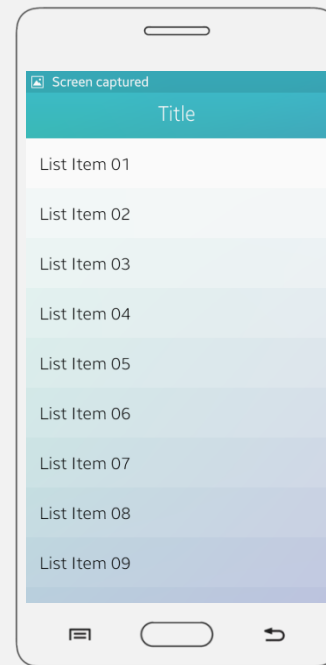 Screen captured
Title
List Item 01
List Item 02
List Item 03
List Item 04
List Item 05
List Item 06
List Item 07
List Item 08
List Item 09